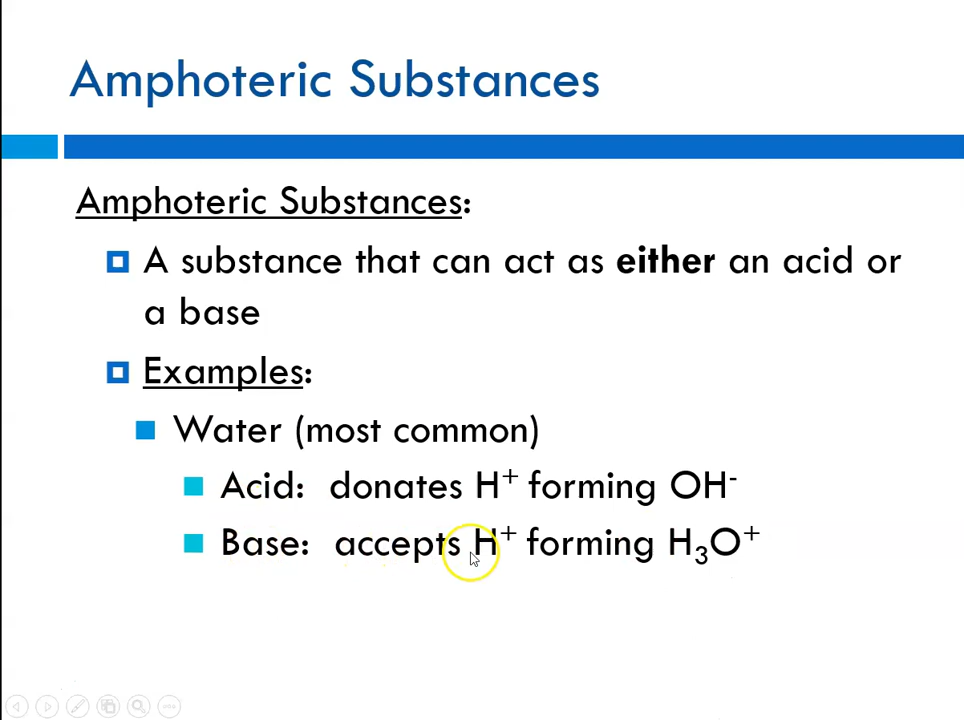 Amphoteric Substances
Amphoteric Substances:
A substance that can act as either an acid or
a base
Examples:
Water (most common)
Acid: donates H⁺ forming OH⁻
Base: accepts H⁺ forming H₃O⁺